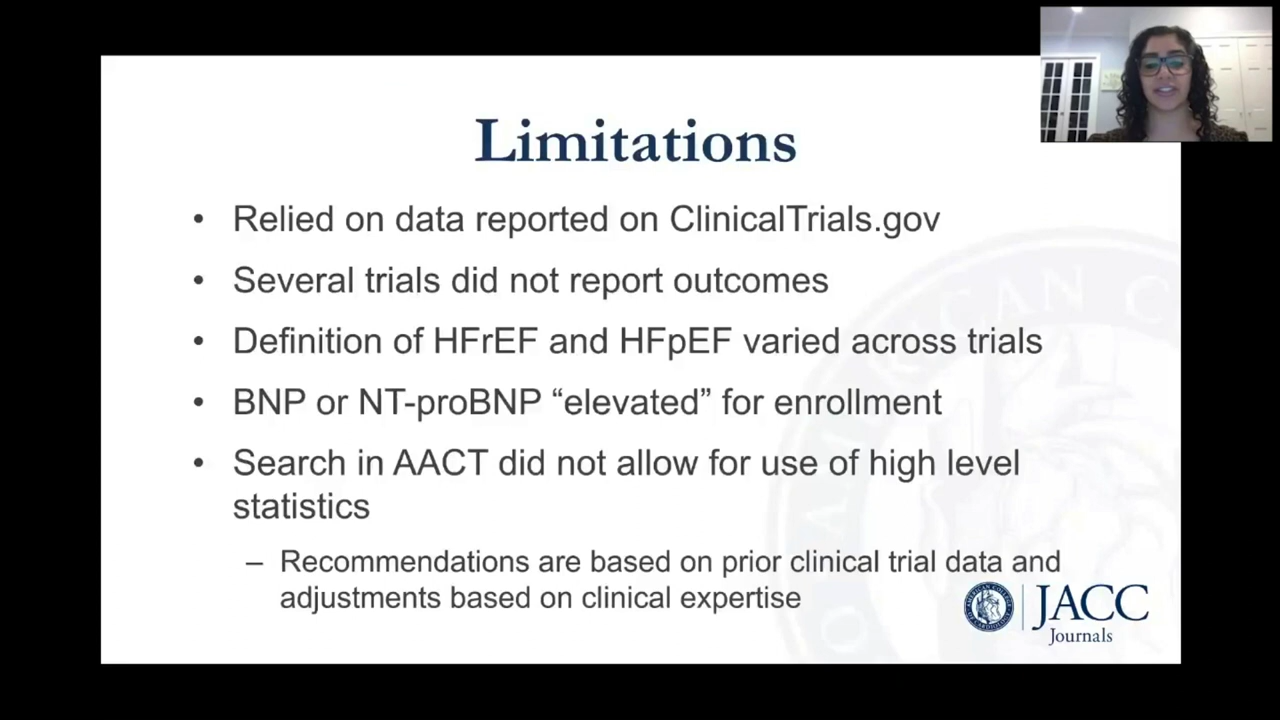 Limitations
• Relied on data reported on ClinicalTrials.gov
• Several trials did not report outcomes
• Definition of HFrEF and HFpEF varied across trials
• BNP or NT-proBNP “elevated” for enrollment
• Search in AACT did not allow for use of high level
statistics
– Recommendations are based on prior clinical trial data and
adjustments based on clinical expertise
JACC
Journals